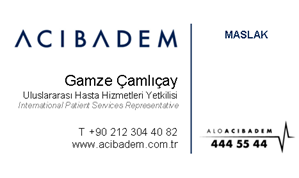 ACIBADEM
MASLAK
Gamze Çamlıçay
Uluslararası Hasta Hizmetleri Yetkilisi
International Patient Services Representative
T +90 212 304 40 82
www.acibadem.com.tr
ALOACIBADEM
444 55 44